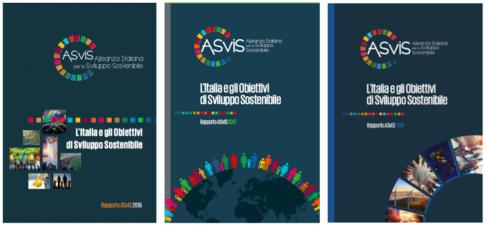 ASviS
Alleanza Italiana
per lo Sviluppo
Sostenibile
L'Italia e gli Obiettivi
di Sviluppo Sostenibile
Rapporto ASviS 2016
ASviS
Alleanza Italiana
per lo Sviluppo
Sostenibile
L'Italia e gli Obiettivi
di Sviluppo Sostenibile
Rapporto ASviS 2017
ASviS
Alleanza Italiana
per lo Sviluppo
Sostenibile
L'Italia e gli Obiettivi
di Sviluppo Sostenibile
Rapporto ASviS